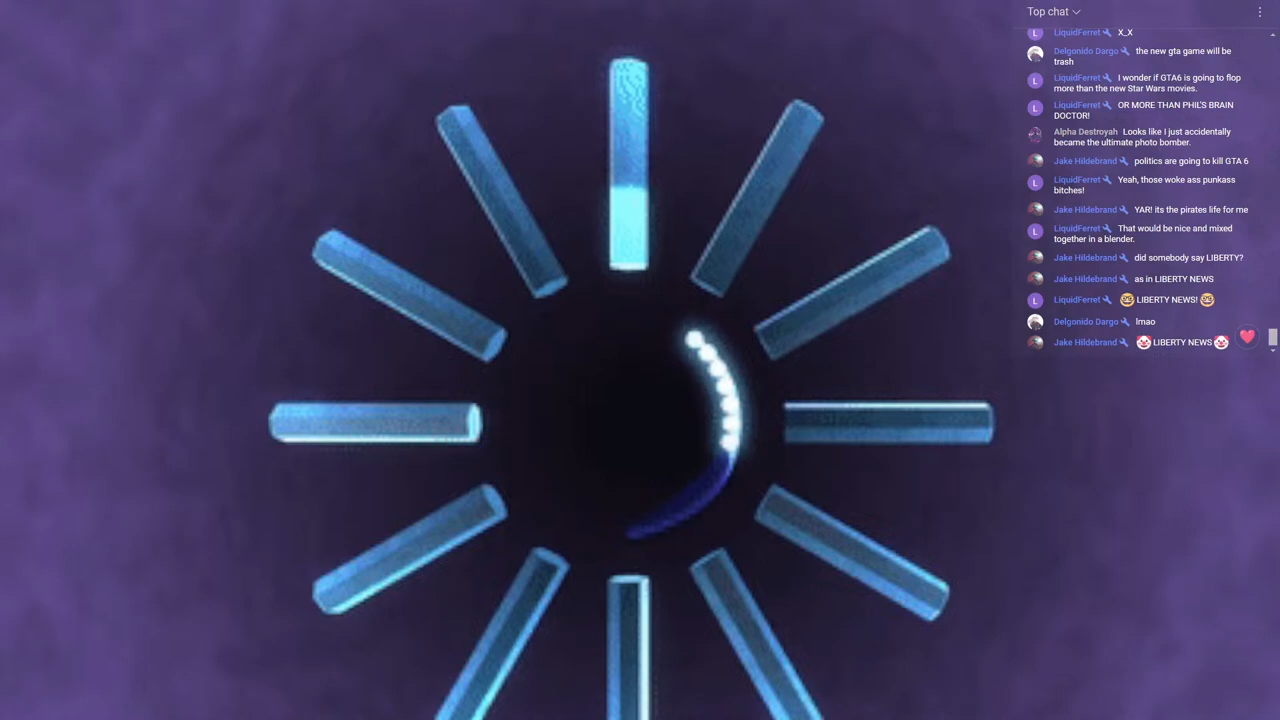 Top chat
LiquidFerret X_X
Delgonido Dargo the new gta game will be
trash
L LiquidFerret I wonder if GTA6 is going to flop
more than the new Star Wars movies.
L LiquidFerret OR MORE THAN PHIL'S BRAIN
DOCTOR!
Alpha Destroyah Looks like I just accidentally
became the ultimate photo bomber.
Jake Hildebrand politics are going to kill GTA 6
L LiquidFerret Yeah, those woke ass punkass
bitches!
Jake Hildebrand YAR! its the pirates life for me
L LiquidFerret That would be nice and mixed
together in a blender.
Jake Hildebrand did somebody say LIBERTY?
Jake Hildebrand as in LIBERTY NEWS
L LiquidFerret 🤓 LIBERTY NEWS! 🤓
Delgonido Dargo lmao
Jake Hildebrand 🤡 LIBERTY NEWS 🤡